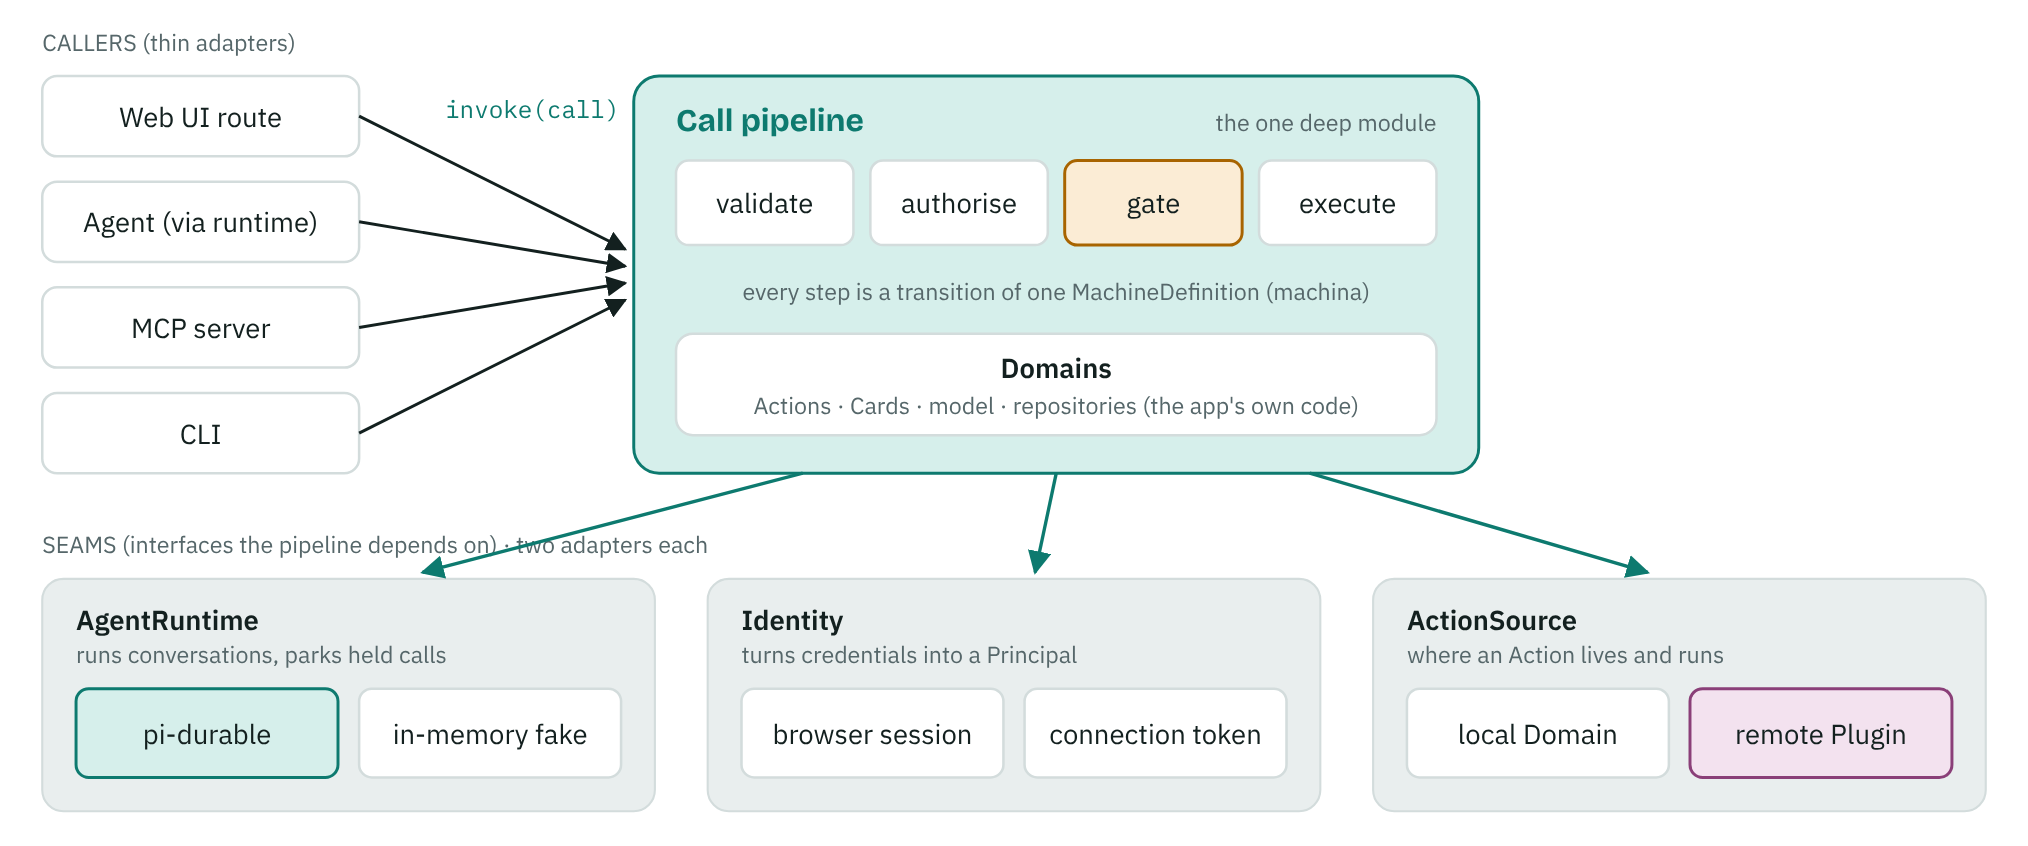 CALLERS (thin adapters)
Web UI route
Agent (via runtime)
MCP server
CLI
invoke(call)
Call pipeline
the one deep module
validate
authorise
gate
execute
every step is a transition of one MachineDefinition (machina)
Domains
Actions · Cards · model · repositories (the app's own code)
SEAMS (interfaces the pipeline depends on) · two adapters each
AgentRuntime
runs conversations, parks held calls
pi-durable
in-memory fake
Identity
turns credentials into a Principal
browser session
connection token
ActionSource
where an Action lives and runs
local Domain
remote Plugin